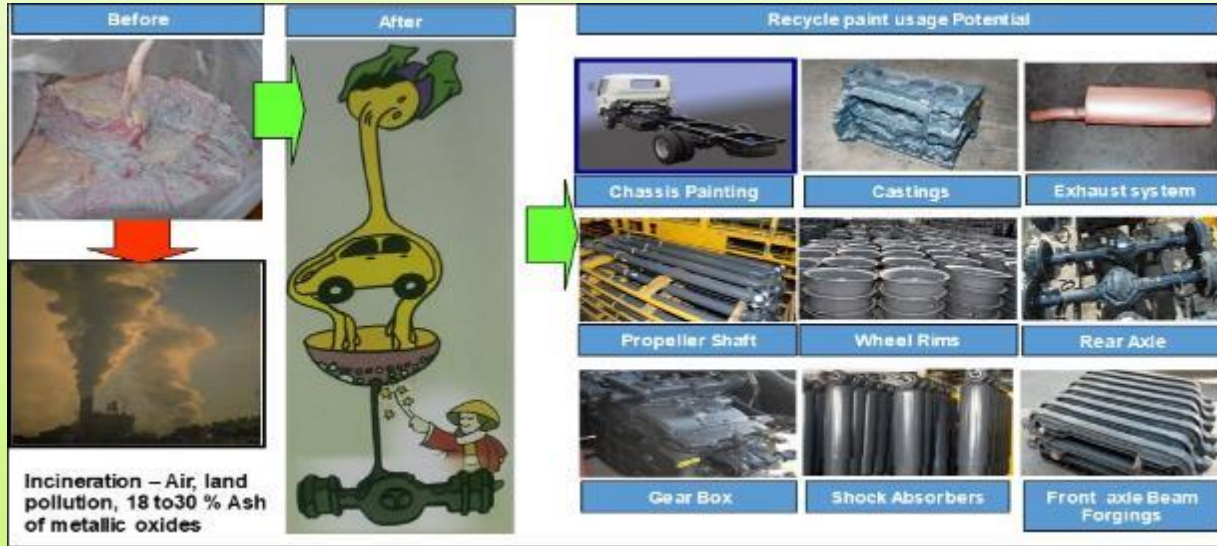 Before
After
Recycle paint usage Potential
Chassis Painting
Castings
Exhaust system
Propeller Shaft
Wheel Rims
Rear Axle
Incineration – Air, land
pollution, 18 to30 % Ash
of metallic oxides
Gear Box
Shock Absorbers
Front axle Beam
Forgings